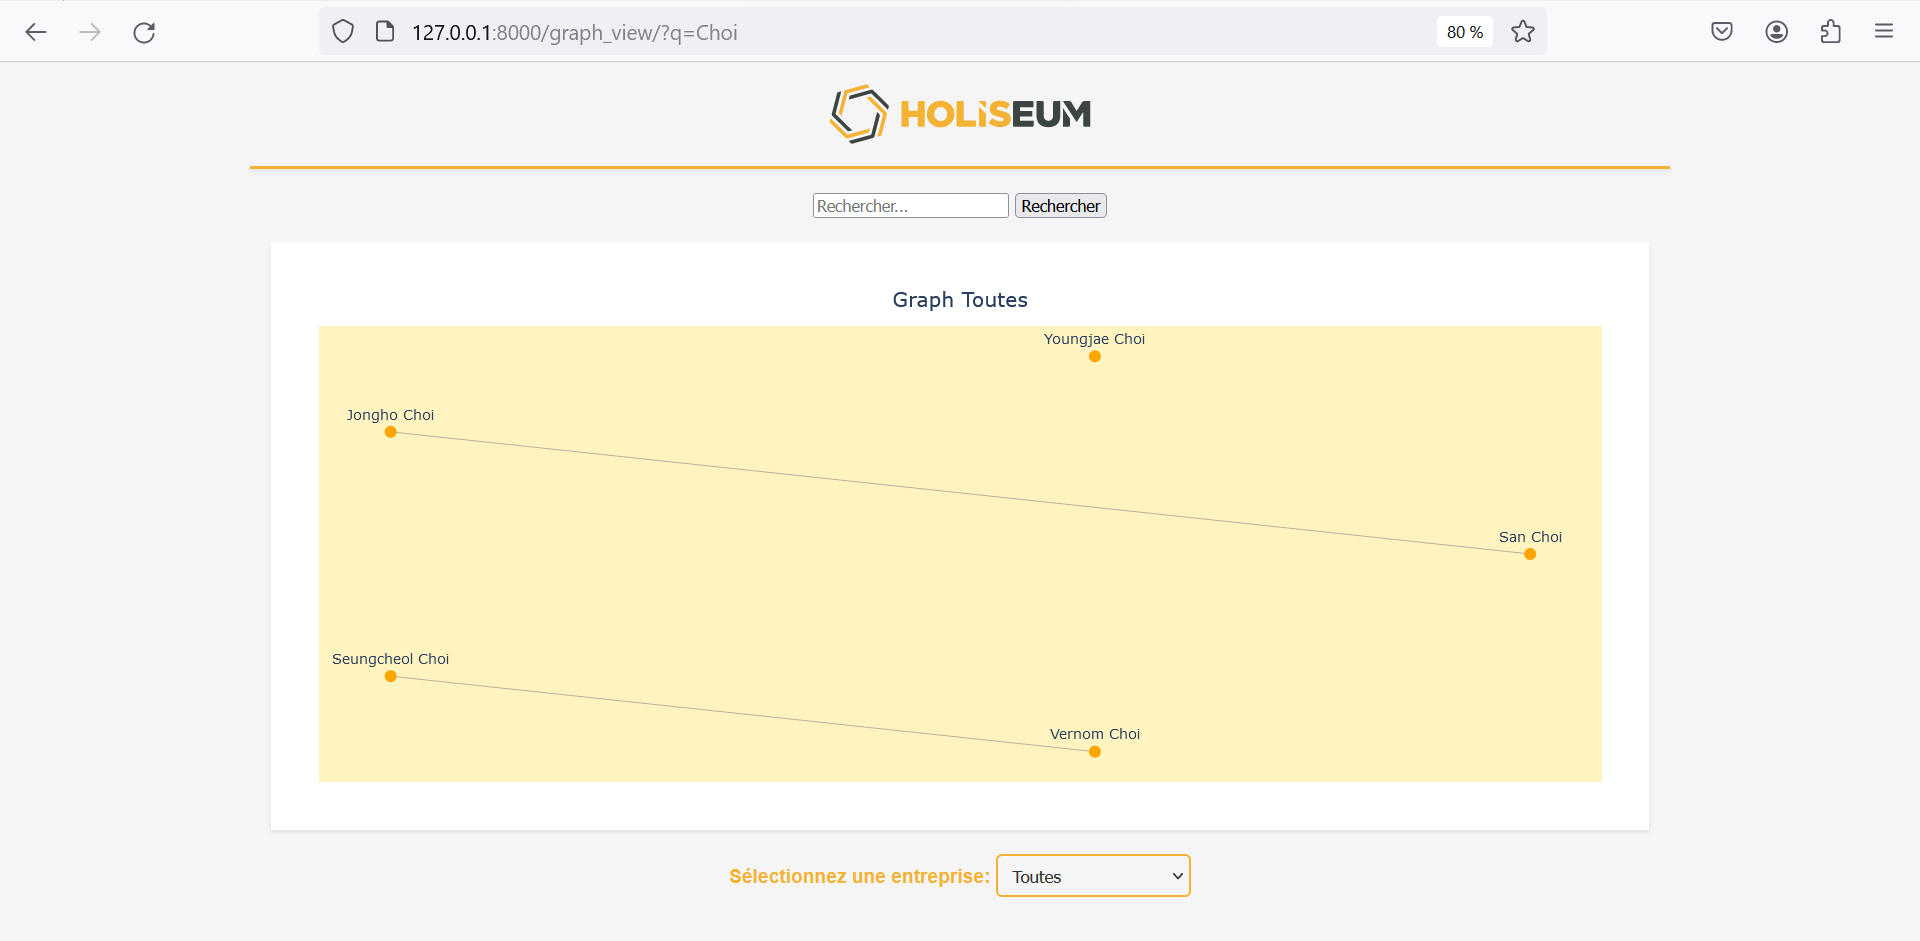 127.0.0.1:8000/graph_view/?q=Choi
80 %
HOLISEUM
Rechercher...
Rechercher
Graph Toutes
Youngjae Choi
Jongho Choi
San Choi
Seungcheol Choi
Vernom Choi
Sélectionnez une entreprise:
Toutes